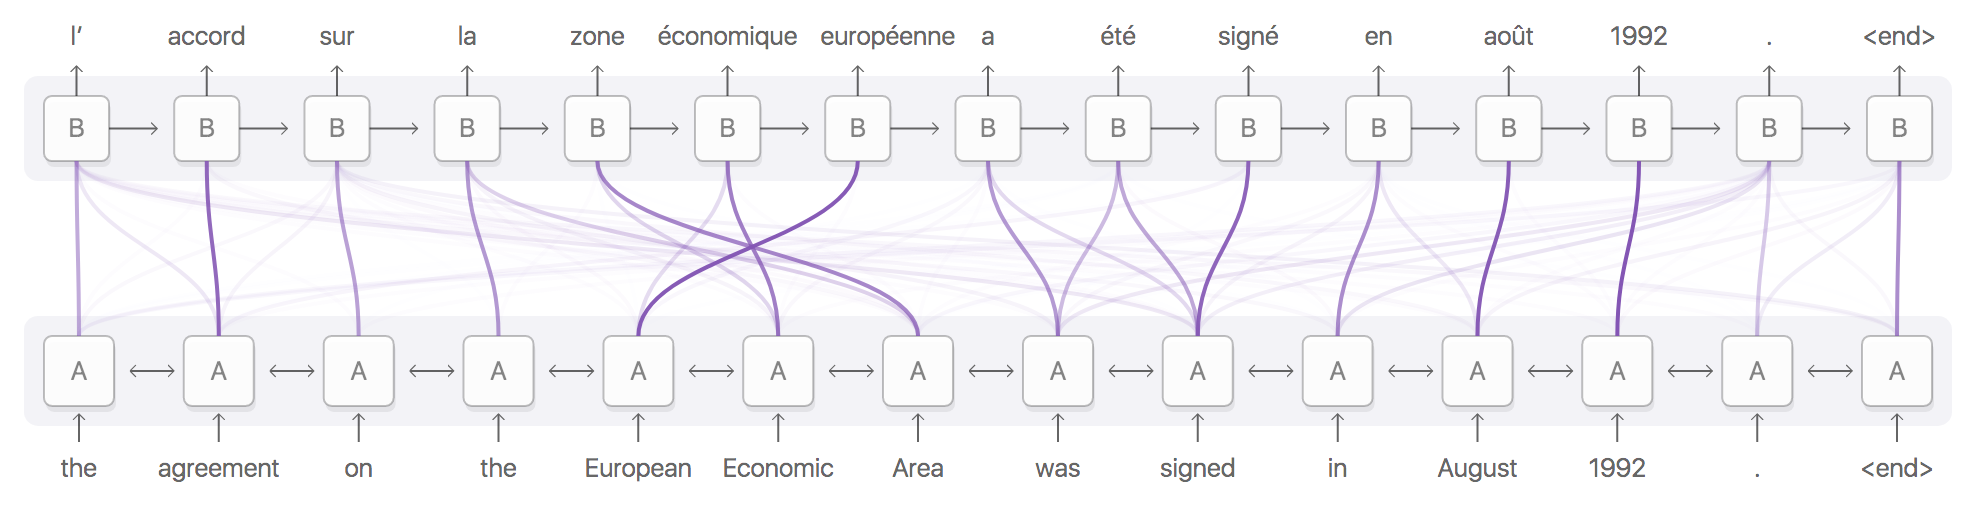 l’ accord sur la zone économique européenne a été signé en août 1992 . <end>
B B B B B B B B B B B B B B B
A A A A A A A A A A A A A A
the agreement on the European Economic Area was signed in August 1992 . <end>